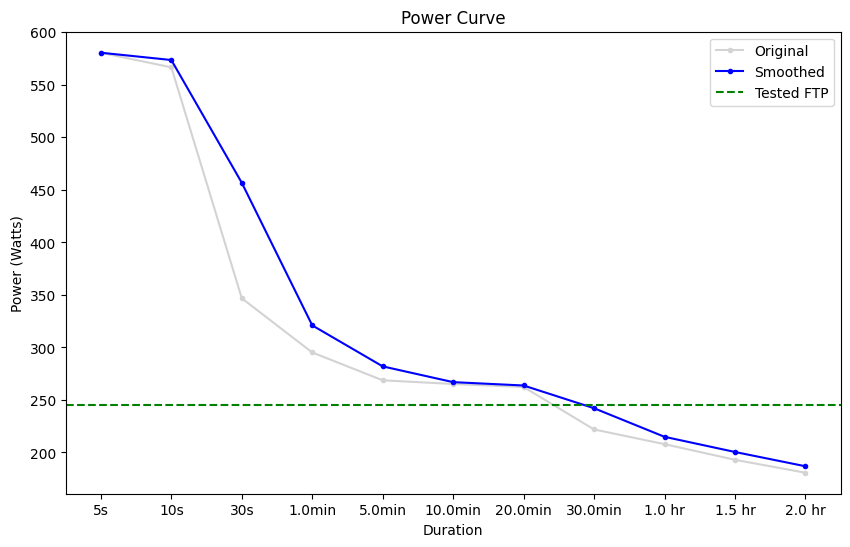 Power Curve
Original
Smoothed
Tested FTP
Power (Watts)
600
550
500
450
400
350
300
250
200
5s 10s 30s 1.0min 5.0min 10.0min 20.0min 30.0min 1.0 hr 1.5 hr 2.0 hr
Duration